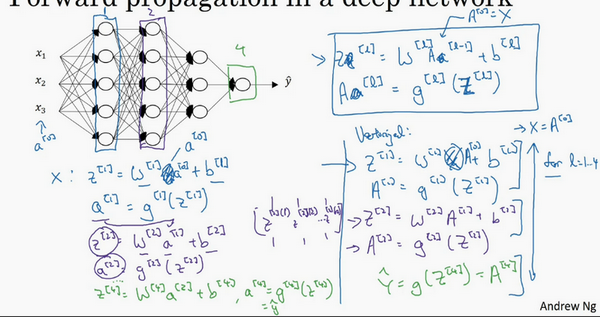 Forward propagation in a deep network
1 2
A^[0] = X
x₁
x₂
x₃
4
ŷ
a^[0]
Z^[l] = W^[l] A^[l-1] + b^[l]
A^[l] = g^[l](Z^[l])
a^[0]
x: z^[1] = W^[1] a^[0] + b^[1]
a^[1] = g^[1](z^[1])
z^[2] = W^[2] a^[1] + b^[2]
a^[2] = g^[2](z^[2])
z^[4] = W^[4] a^[3] + b^[4], a^[4] = g^[4](z^[4])
= ŷ
X = A^[0]
Z^[1] = W^[1] A^[0] + b^[1]
for l=1..4
A^[1] = g^[1](Z^[1])
Z^[2] = W^[2] A^[1] + b^[2]
A^[2] = g^[2](Z^[2])
Ŷ = g(Z^[4]) = A^[4]
Andrew Ng